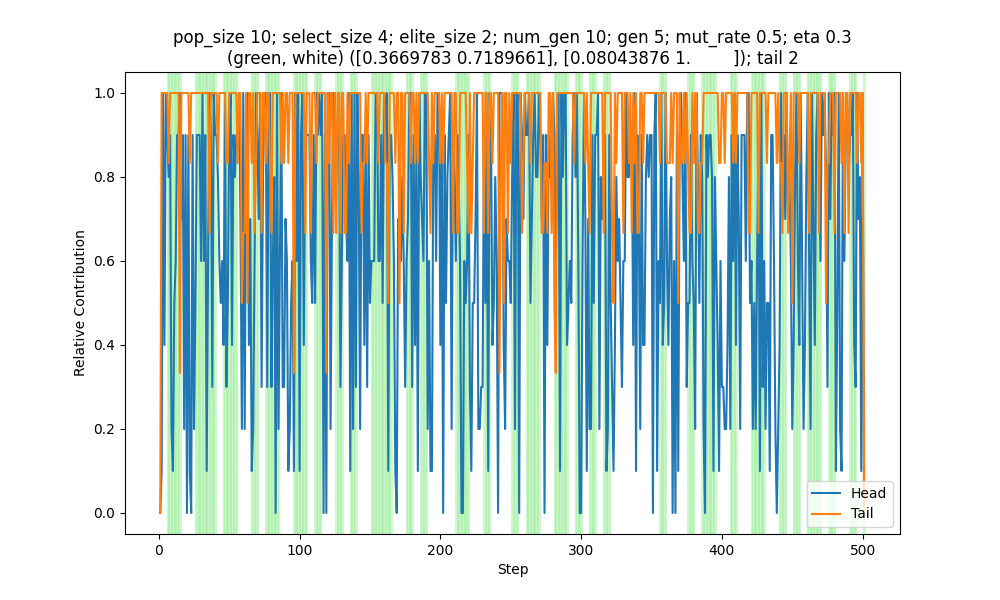 pop_size 10; select_size 4; elite_size 2; num_gen 10; gen 5; mut_rate 0.5; eta 0.3
(green, white) ([0.3669783 0.7189661], [0.08043876 1.        ]); tail 2
Relative Contribution
1.0
0.8
0.6
0.4
0.2
0.0
Head
Tail
0 100 200 300 400 500
Step